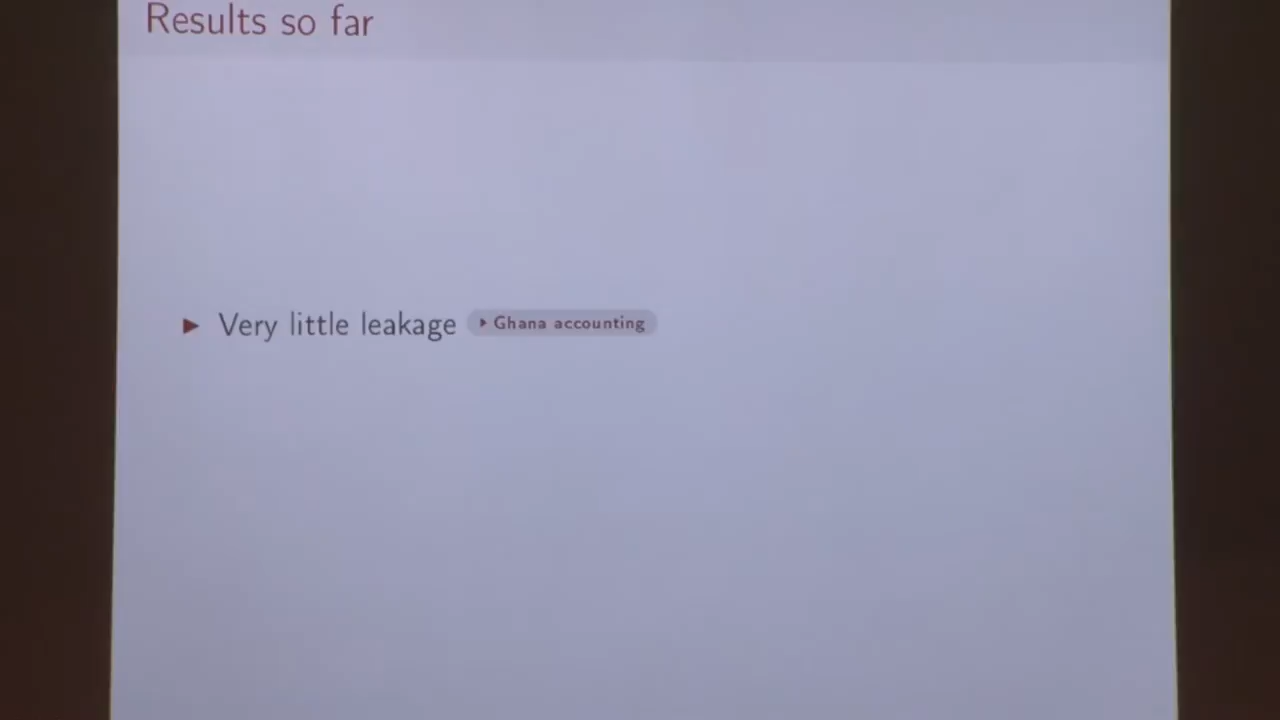 Results so far
▶ Very little leakage ▶ Ghana accounting